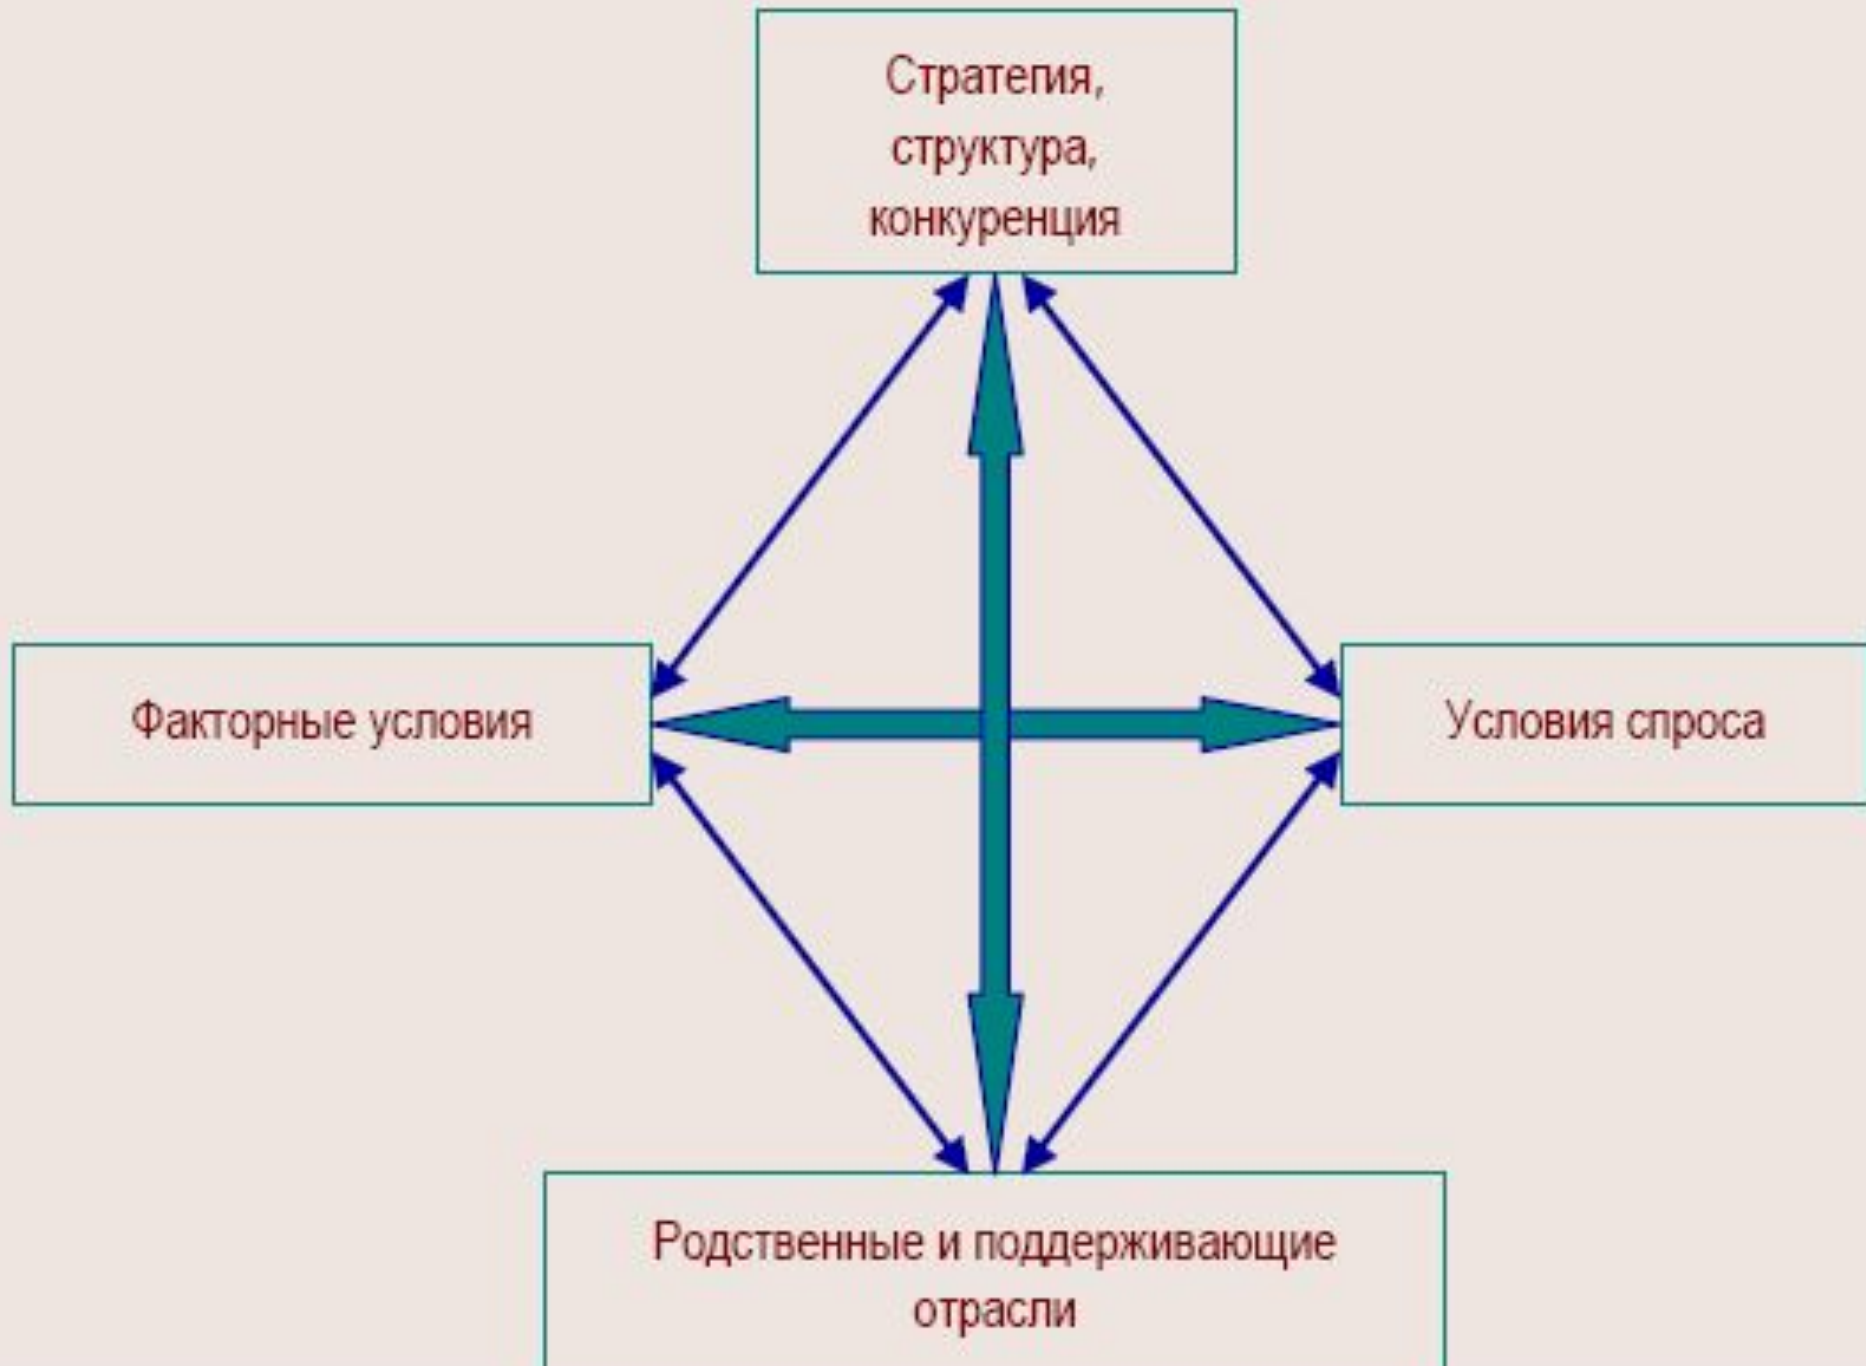 Стратегия,
структура,
конкуренция
Факторные условия
Условия спроса
Родственные и поддерживающие
отрасли